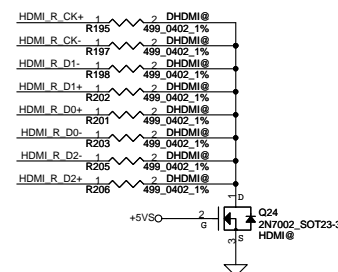 HDMI_R_CK+ 1 2 DHDMI@
R195 499_0402_1%
HDMI_R_CK- 1 2 DHDMI@
R197 499_0402_1%
HDMI_R_D1- 1 2 DHDMI@
R198 499_0402_1%
HDMI_R_D1+ 1 2 DHDMI@
R202 499_0402_1%
HDMI_R_D0+ 1 2 DHDMI@
R201 499_0402_1%
HDMI_R_D0- 1 2 DHDMI@
R203 499_0402_1%
HDMI_R_D2- 1 2 DHDMI@
R205 499_0402_1%
HDMI_R_D2+ 1 2 DHDMI@
R206 499_0402_1%
1 D
+5VS 2 G
Q24
2N7002_SOT23-3
HDMI@
3 S